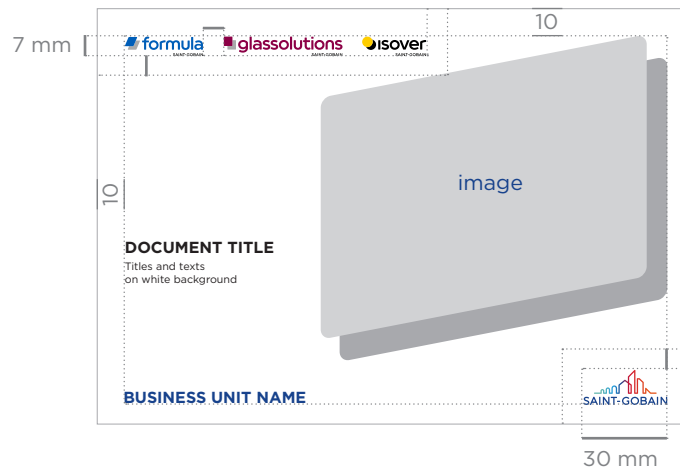 10
7 mm
formula
SAINT-GOBAIN
glassolutions
SAINT-GOBAIN
isover
SAINT-GOBAIN
10
image
DOCUMENT TITLE
Titles and texts
on white background
BUSINESS UNIT NAME
SAINT-GOBAIN
30 mm